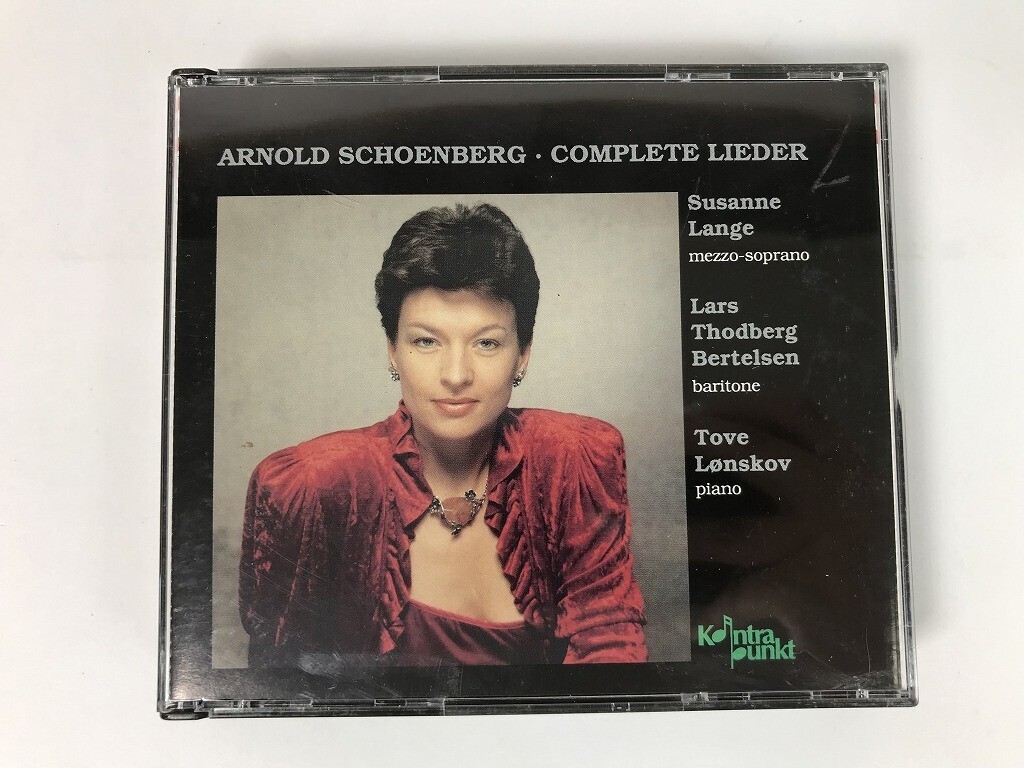 ARNOLD SCHOENBERG · COMPLETE LIEDER
Susanne
Lange
mezzo-soprano
Lars
Thodberg
Bertelsen
baritone
Tove
Lønskov
piano
Kontra
punkt